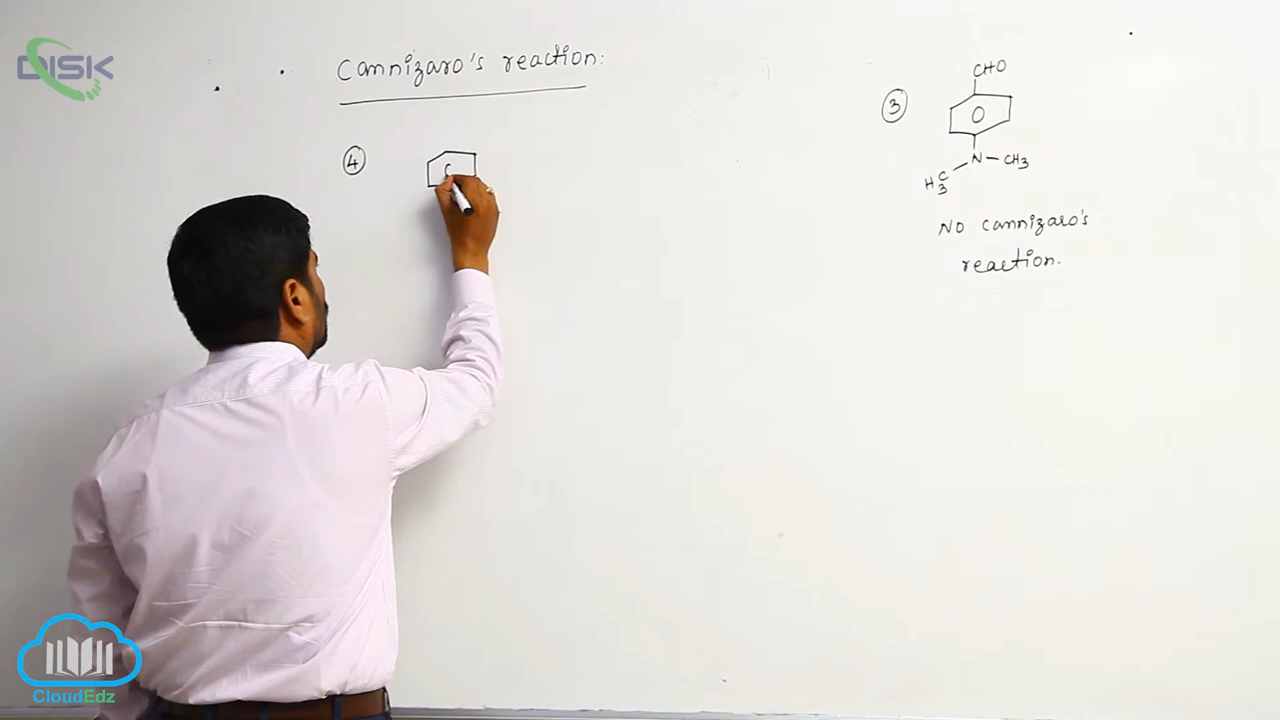 DISK
Cannizaro's reaction:
④
③
CHO
N–CH3
H3C
No Cannizaro's
reaction.
CloudEdz